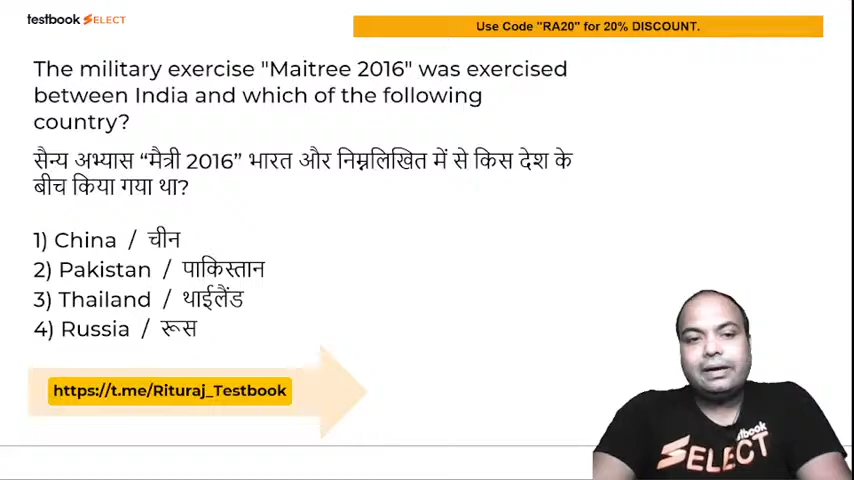 testbook SELECT
Use Code "RA20" for 20% DISCOUNT.
The military exercise "Maitree 2016" was exercised
between India and which of the following
country?
सैन्य अभ्यास “मैत्री 2016” भारत और निम्नलिखित में से किस देश के
बीच किया गया था?
1) China / चीन
2) Pakistan / पाकिस्तान
3) Thailand / थाईलैंड
4) Russia / रूस
https://t.me/Rituraj_Testbook
testbook
SELECT